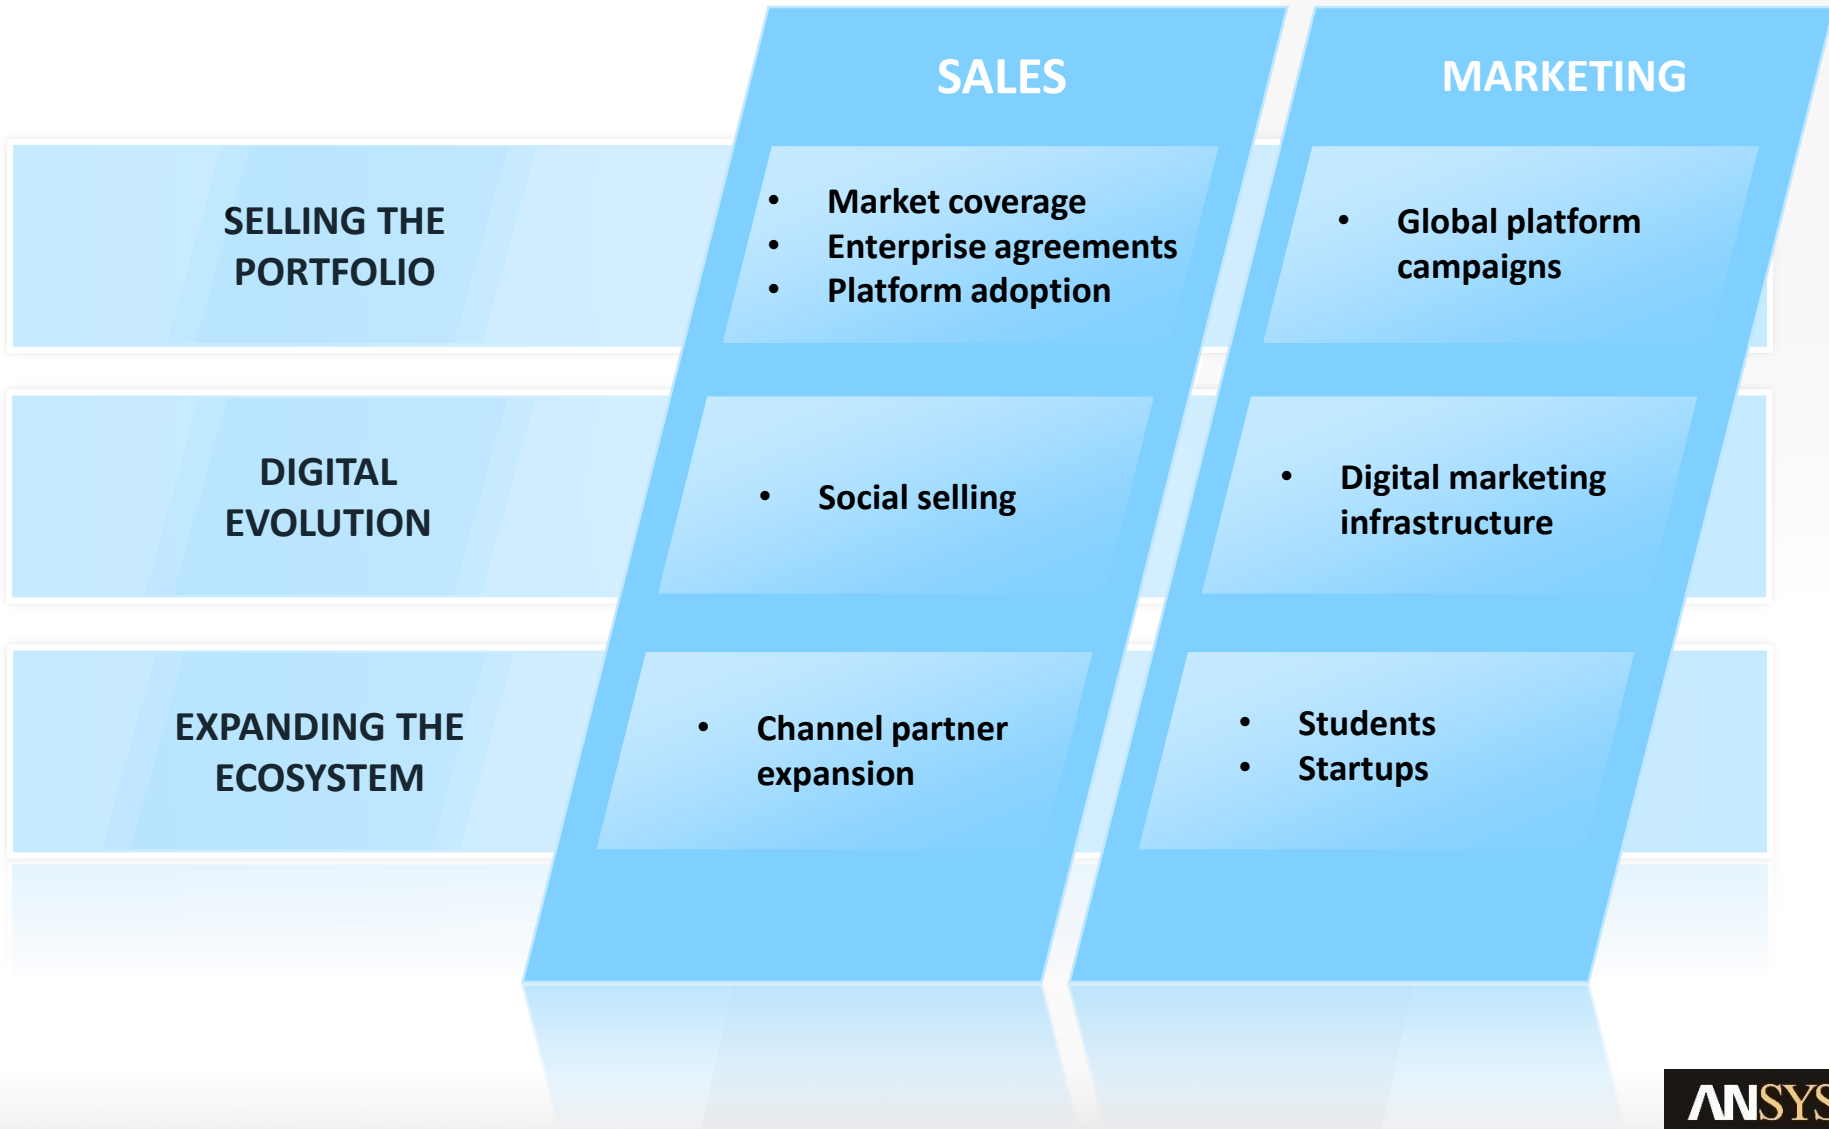 SALES
MARKETING
SELLING THE
PORTFOLIO
• Market coverage
• Enterprise agreements
• Platform adoption
• Global platform
campaigns
DIGITAL
EVOLUTION
• Social selling
• Digital marketing
infrastructure
EXPANDING THE
ECOSYSTEM
• Channel partner
expansion
• Students
• Startups
ANSYS